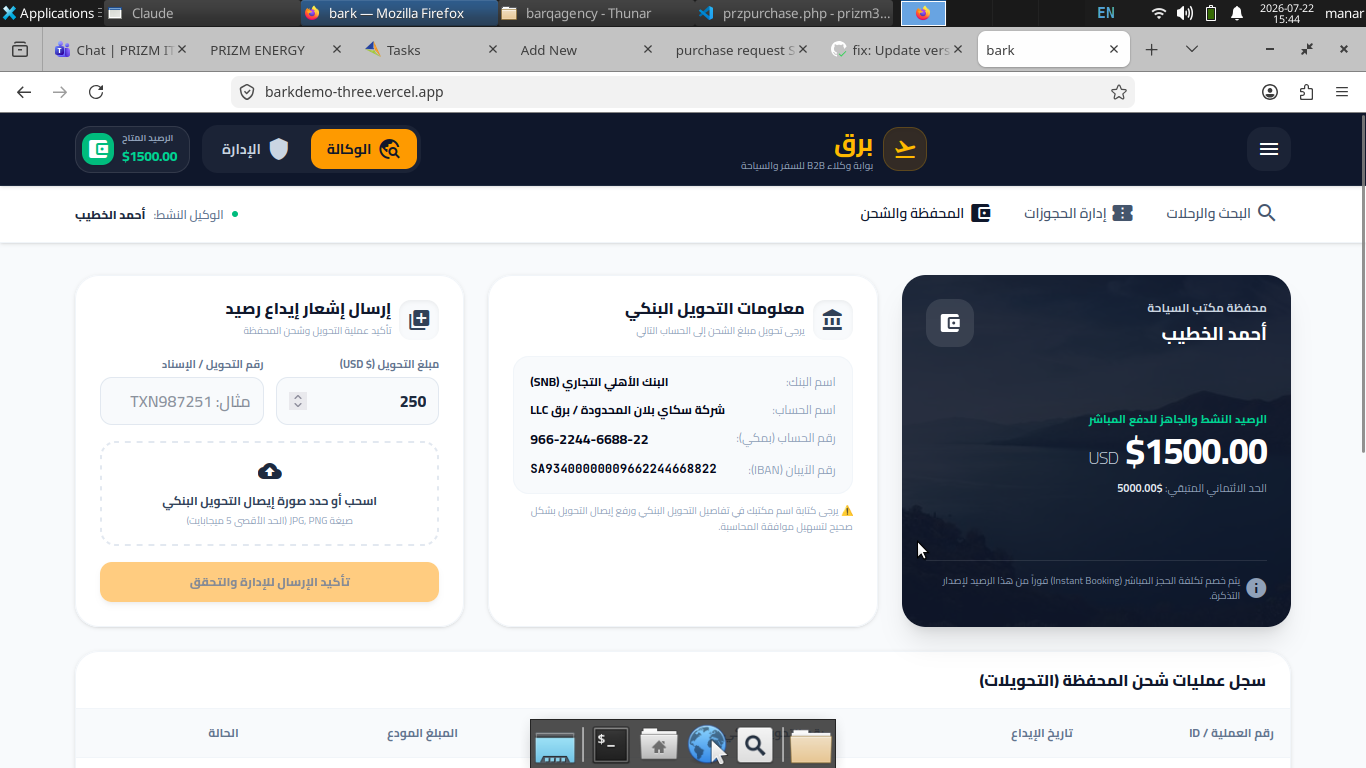 Applications
Claude
bark — Mozilla Firefox
barqagency - Thunar
przpurchase.php - prizm3...
EN
2026-07-22
15:44
manar
Chat | PRIZM IT
PRIZM ENERGY
Tasks
Add New
purchase request S
fix: Update vers
bark
barkdemo-three.vercel.app
برق
بوابة وكلاء B2B للسفر والسياحة
الوكالة
الإدارة
الرصيد المتاح
$1500.00
البحث والرحلات
إدارة الحجوزات
المحفظة والشحن
الوكيل النشط: أحمد الخطيب
محفظة مكتب السياحة
أحمد الخطيب
الرصيد النشط والجاهز للدفع المباشر
$1500.00 USD
الحد الائتماني المتبقي: 5000.00$
يتم خصم تكلفة الحجز المباشر (Instant Booking) فوراً من هذا الرصيد لإصدار
التذكرة.
معلومات التحويل البنكي
يرجى تحويل مبلغ الشحن إلى الحساب التالي
اسم البنك: البنك الأهلي التجاري (SNB)
اسم الحساب: شركة سكاي بلان المحدودة / برق LLC
رقم الحساب (بمكي): 966-2244-6688-22
رقم الآيبان (IBAN): SA93400000009662244668822
⚠️ يرجى كتابة اسم مكتبك في تفاصيل التحويل البنكي ورفع إيصال التحويل بشكل
صحيح لتسهيل موافقة المحاسبة.
إرسال إشعار إيداع رصيد
تأكيد عملية التحويل وشحن المحفظة
مبلغ التحويل ($ USD)
رقم التحويل / الإسناد
250
مثال: TXN987251
اسحب أو حدد صورة إيصال التحويل البنكي
صيغة JPG, PNG (الحد الأقصى 5 ميجابايت)
تأكيد الإرسال للإدارة والتحقق
سجل عمليات شحن المحفظة (التحويلات)
رقم العملية / ID
تاريخ الإيداع
المبلغ المودع
الحالة